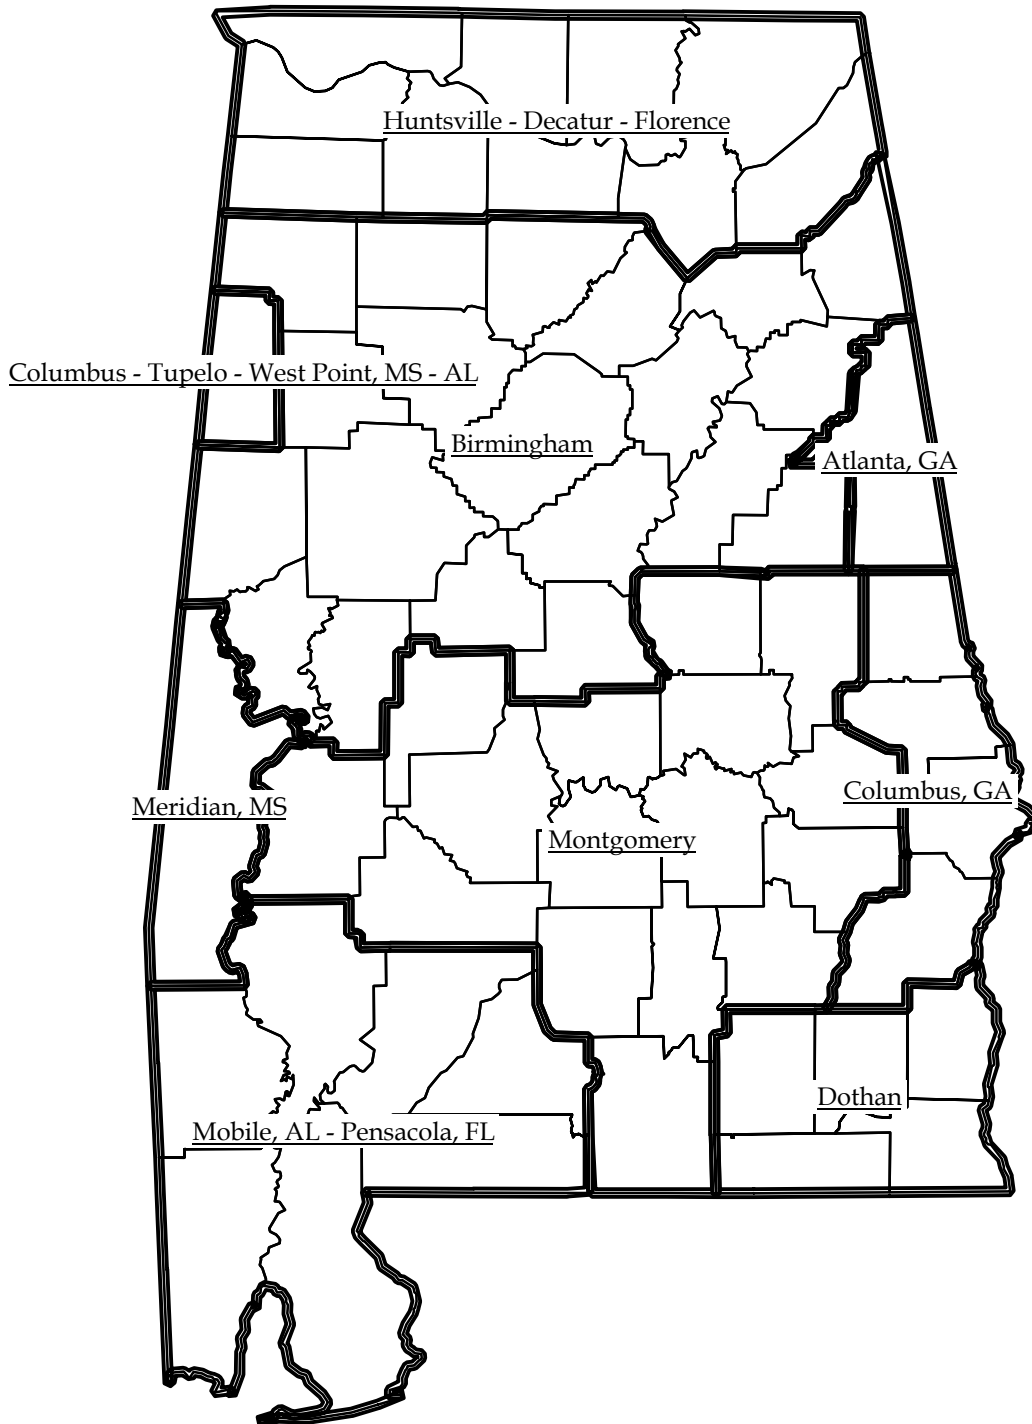 Huntsville - Decatur - Florence
Columbus - Tupelo - West Point, MS - AL
Birmingham
Atlanta, GA
Meridian, MS
Columbus, GA
Montgomery
Dothan
Mobile, AL - Pensacola, FL